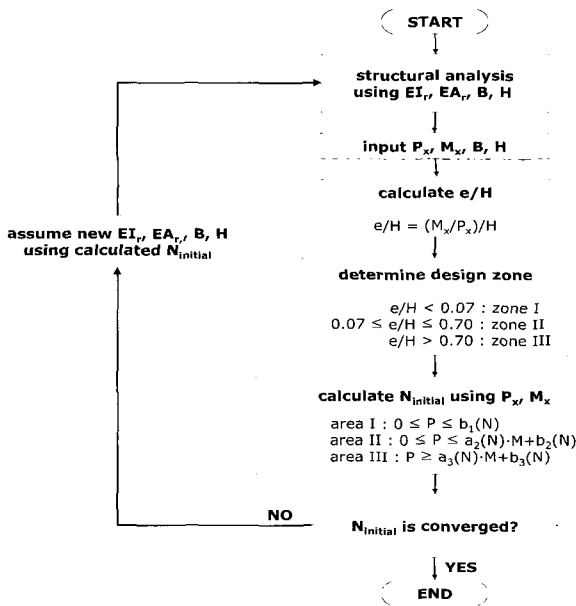 START
structural analysis
using EIr, EAr, B, H
input Px, Mx, B, H
calculate e/H
e/H = (Mx/Px)/H
determine design zone
e/H < 0.07 : zone I
0.07 ≤ e/H ≤ 0.70 : zone II
e/H > 0.70 : zone III
calculate Ninitial using Px, Mx
area I : 0 ≤ P ≤ b1(N)
area II : 0 ≤ P ≤ a2(N)·M+b2(N)
area III : P ≥ a3(N)·M+b3(N)
Ninitial is converged?
NO
assume new EIr, EAr, B, H
using calculated Ninitial
YES
END